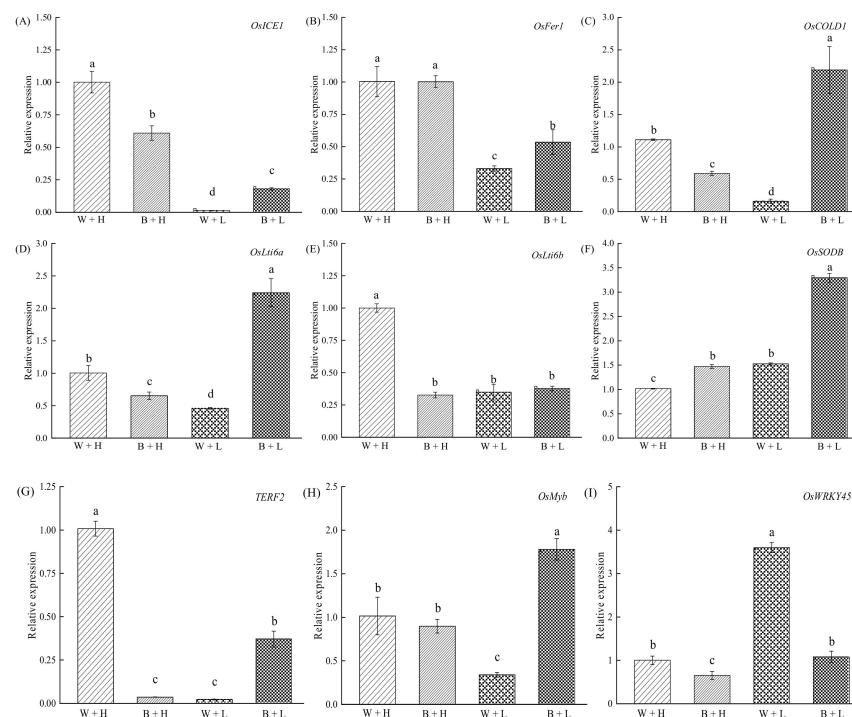 (A) OsICE1
Relative expression
1.50
1.25
1.00
0.75
0.50
0.25
0.00
a
b
d
c
W + H B + H W + L B + L
(B) OsFer1
Relative expression
1.50
1.25
1.00
0.75
0.50
0.25
0.00
a
a
c
b
W + H B + H W + L B + L
(C) OsCOLD1
Relative expression
3.0
2.5
2.0
1.5
1.0
0.5
0.0
b
c
d
a
W + H B + H W + L B + L
(D) OsLti6a
Relative expression
3.0
2.5
2.0
1.5
1.0
0.5
0.0
b
c
d
a
W + H B + H W + L B + L
(E) OsLti6b
Relative expression
1.50
1.25
1.00
0.75
0.50
0.25
0.00
a
b
b
b
W + H B + H W + L B + L
(F) OsSODB
Relative expression
4.0
3.5
3.0
2.5
1.5
1.0
0.5
0.0
c
b
b
a
W + H B + H W + L B + L
(G) TERF2
Relative expression
1.25
1.00
0.75
0.50
0.25
0.00
a
c
c
b
W + H B + H W + L B + L
(H) OsMyb
Relative expression
2.5
2.0
1.5
1.0
0.5
0.0
b
b
c
a
W + H B + H W + L B + L
(I) OsWRKY45
Relative expression
5
4
3
2
1
0
b
c
a
b
W + H B + H W + L B + L